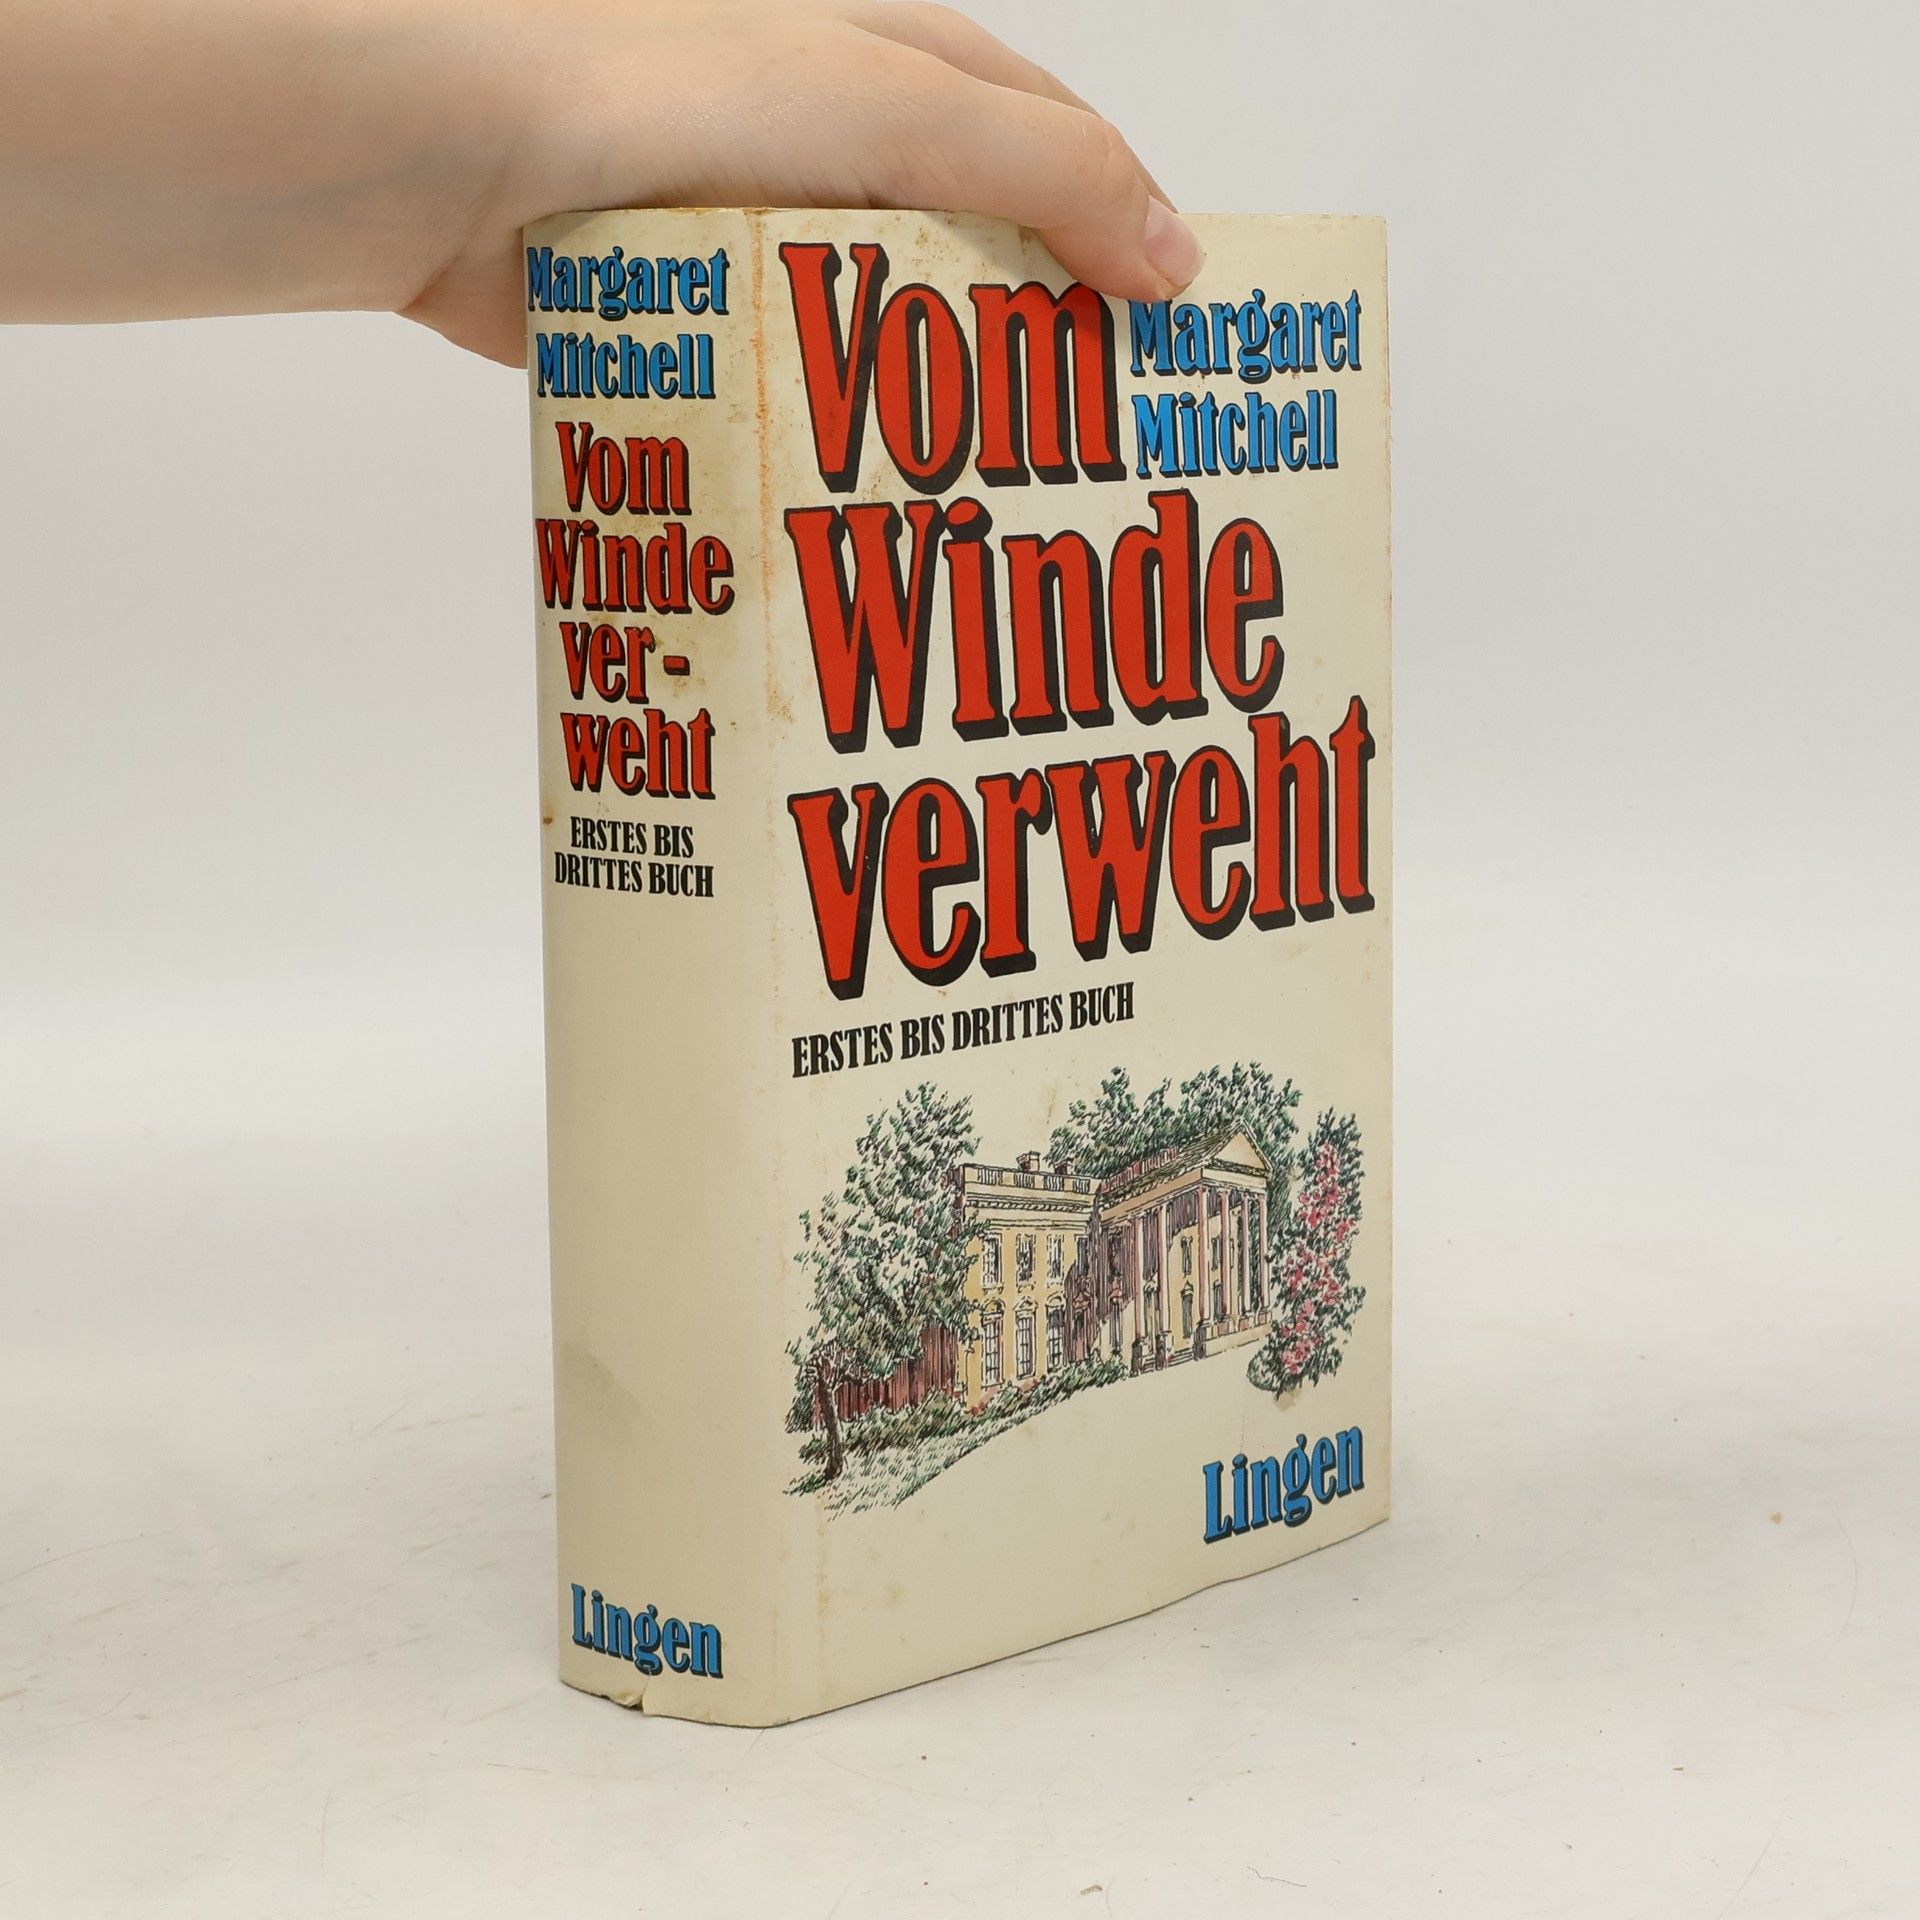 Margaret
Mitchell
Vom
Winde
ver-
weht
ERSTES BIS
DRITTES BUCH
Lingen
Vom
Margaret
Mitchell
Winde
verweht
ERSTES BIS DRITTES BUCH
Lingen